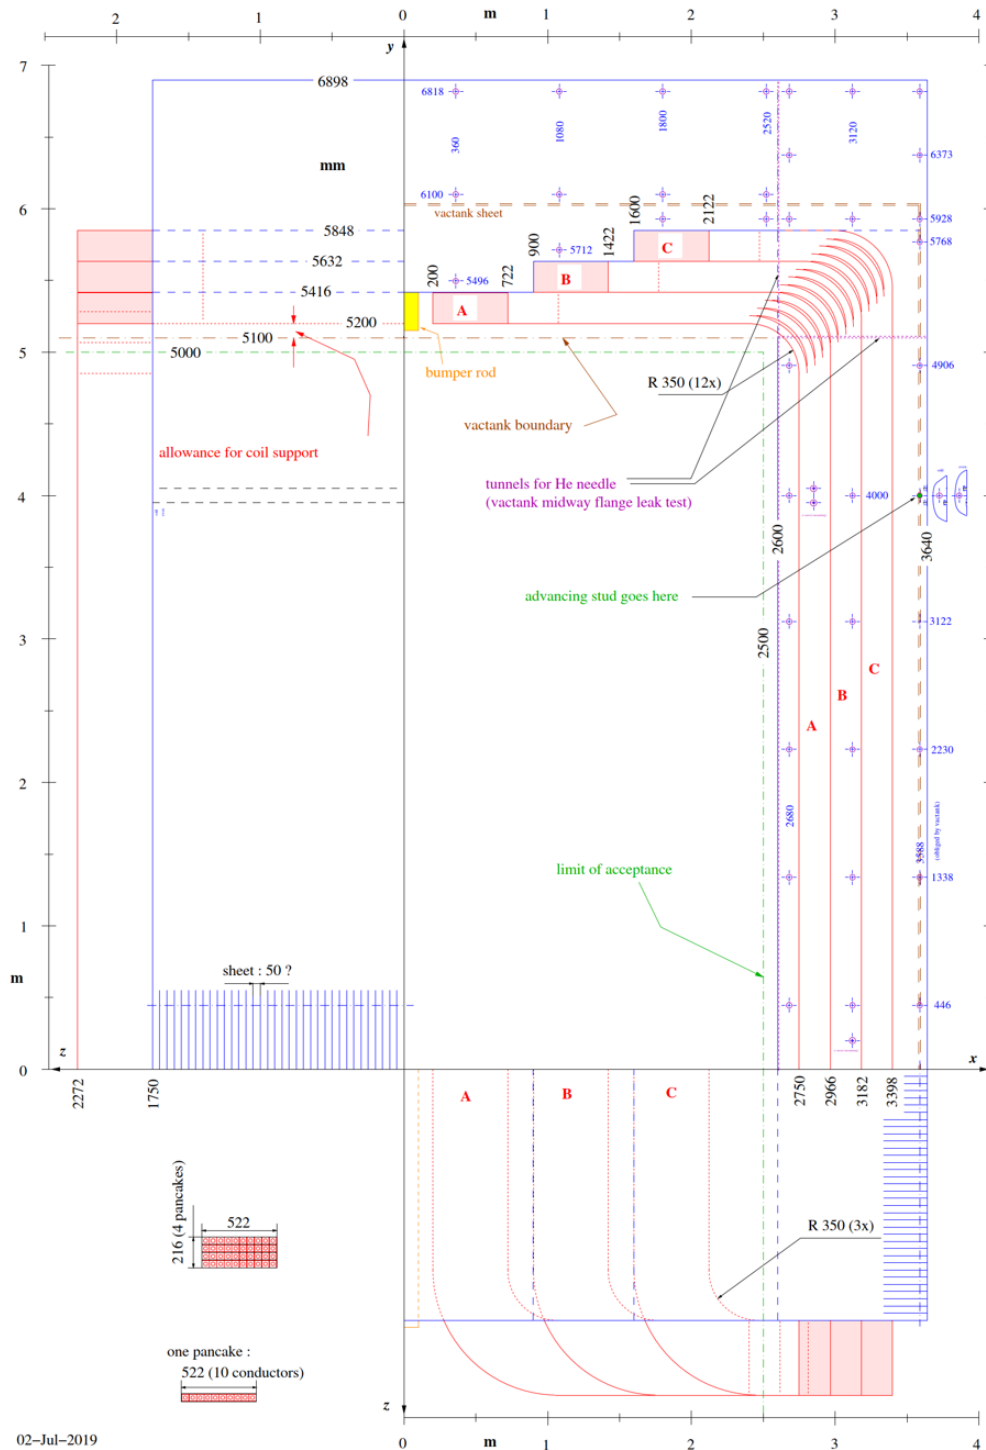 2 1 0 m 1 2 3 4
y
7
6898
6818
360
1080
1800
2520
3120
mm
6373
6100
6
vactank sheet
1600
2122
5928
5848
5768
C
900
1422
5712
5632
200
722
5496
B
5416
A
5200
5100
5000
5
bumper rod
R 350 (12x)
4906
vactank boundary
allowance for coil support
tunnels for He needle
(vactank midway flange leak test)
4
4000
2600
3640
advancing stud goes here
3122
3
2500
C
B
A
2230
2
2680
3588
(obliged by vactank)
limit of acceptance
1338
1
m
sheet : 50 ?
446
z
0
x
2272
1750
2750
2966
3182
3398
A B C
216 (4 pancakes)
522
R 350 (3x)
one pancake :
522 (10 conductors)
z
02-Jul-2019
0 m 1 2 3 4